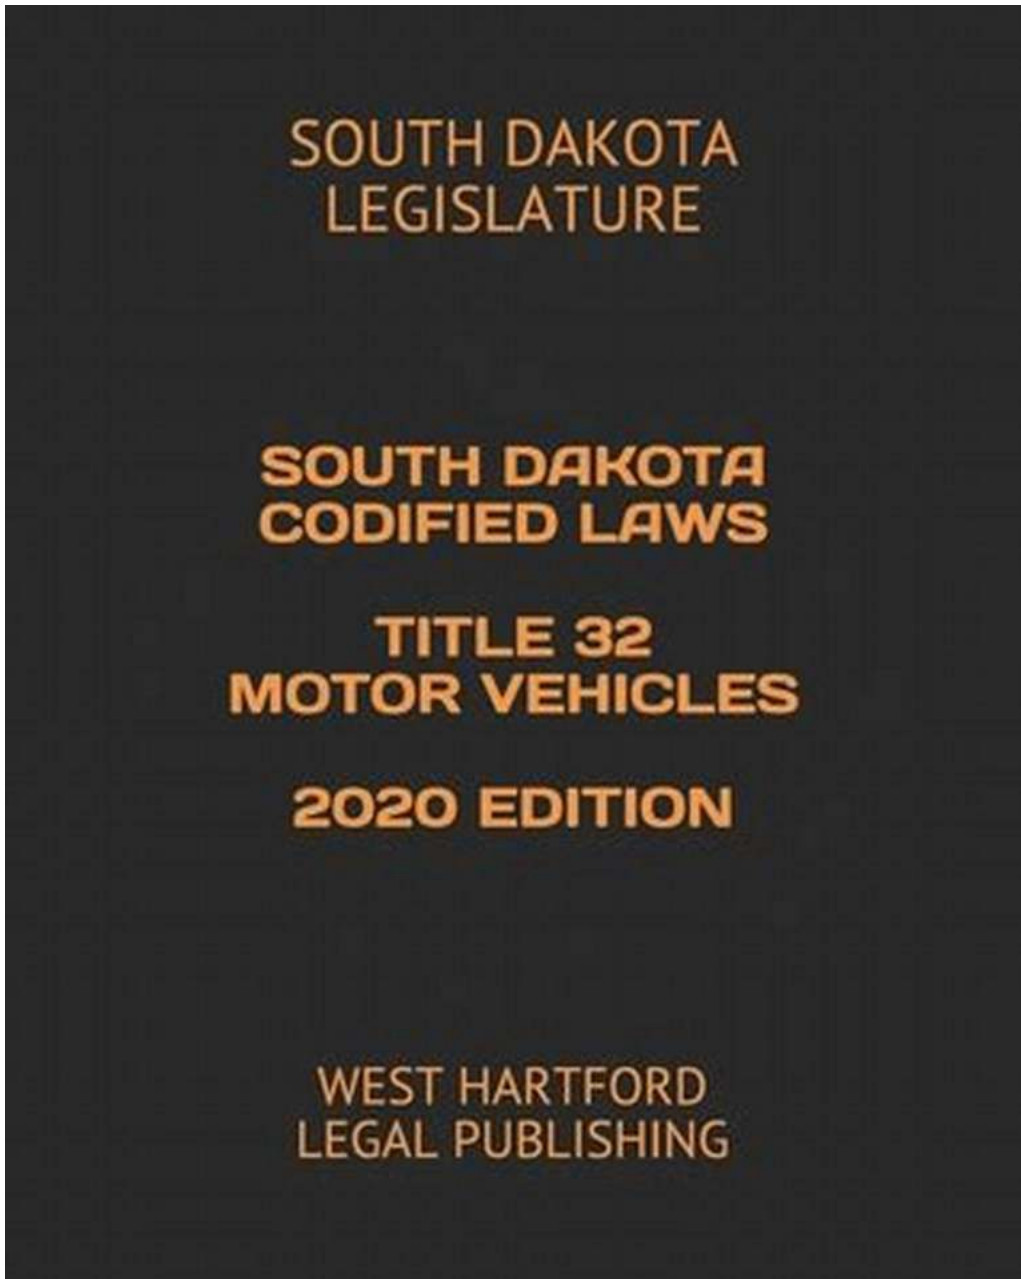 SOUTH DAKOTA
LEGISLATURE
SOUTH DAKOTA
CODIFIED LAWS
TITLE 32
MOTOR VEHICLES
2020 EDITION
WEST HARTFORD
LEGAL PUBLISHING